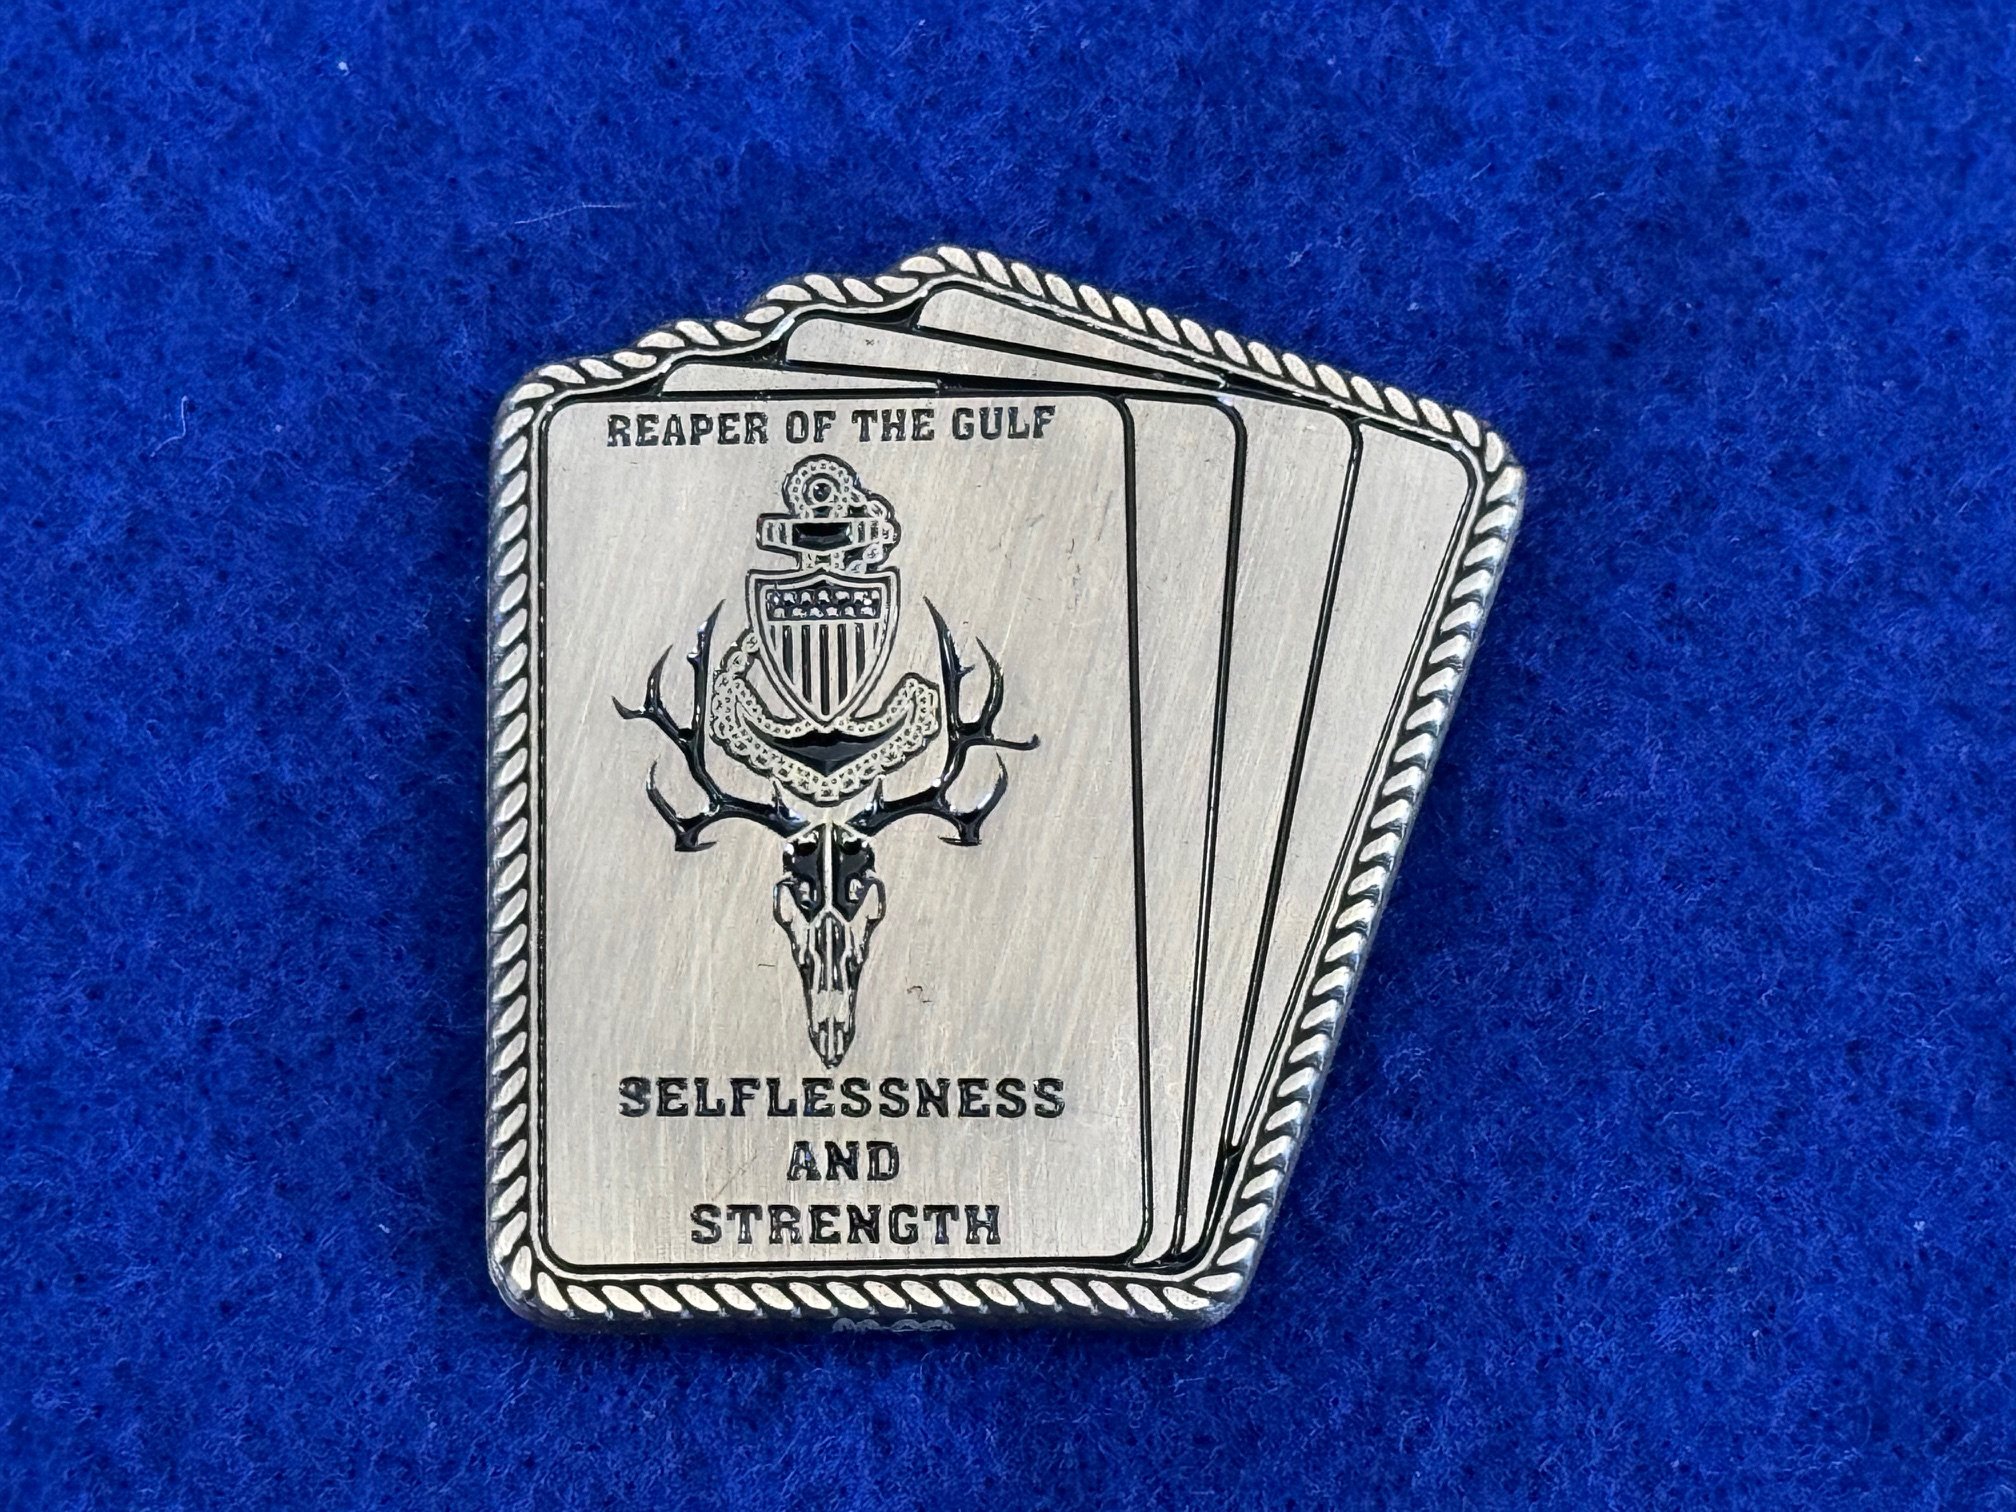 REAPER OF THE GULF
SELFLESSNESS
AND
STRENGTH